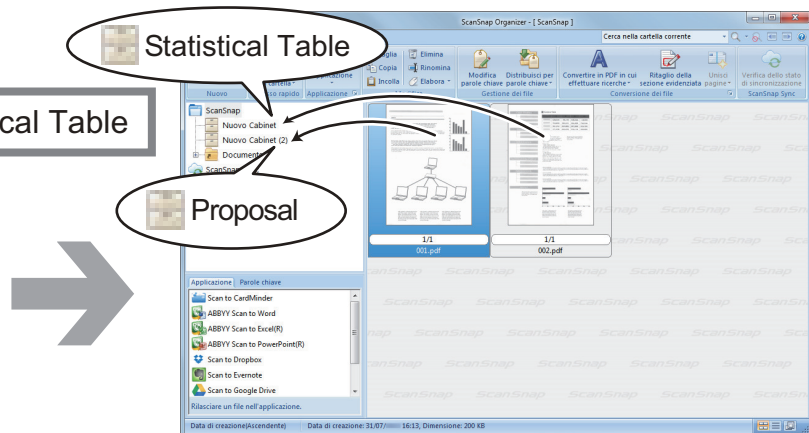 ScanSnap Organizer - [ ScanSnap ]
Cerca nella cartella corrente
Statistical Table
Copia
Incolla
Elimina
Rinomina
Elabora
Modifica parole chiave
Distribuisci per parole chiave
Convertire in PDF in cui effettuare ricerche
Ritaglio della sezione evidenziata
Unisci pagine
Verifica dello stato di sincronizzazione
Nuovo
Applicazione
Gestione dei file
Conversione dei file
ScanSnap Sync
cal Table
ScanSnap
Nuovo Cabinet
Nuovo Cabinet (2)
Proposal
1/1
001.pdf
1/1
002.pdf
Applicazione
Parole chiave
Scan to CardMinder
ABBYY Scan to Word
ABBYY Scan to Excel(R)
ABBYY Scan to PowerPoint(R)
Scan to Dropbox
Scan to Evernote
Scan to Google Drive
Rilasciare un file nell'applicazione.
Data di creazione(Ascendente)
Data di creazione: 31/07/ 16:13, Dimensione: 200 KB